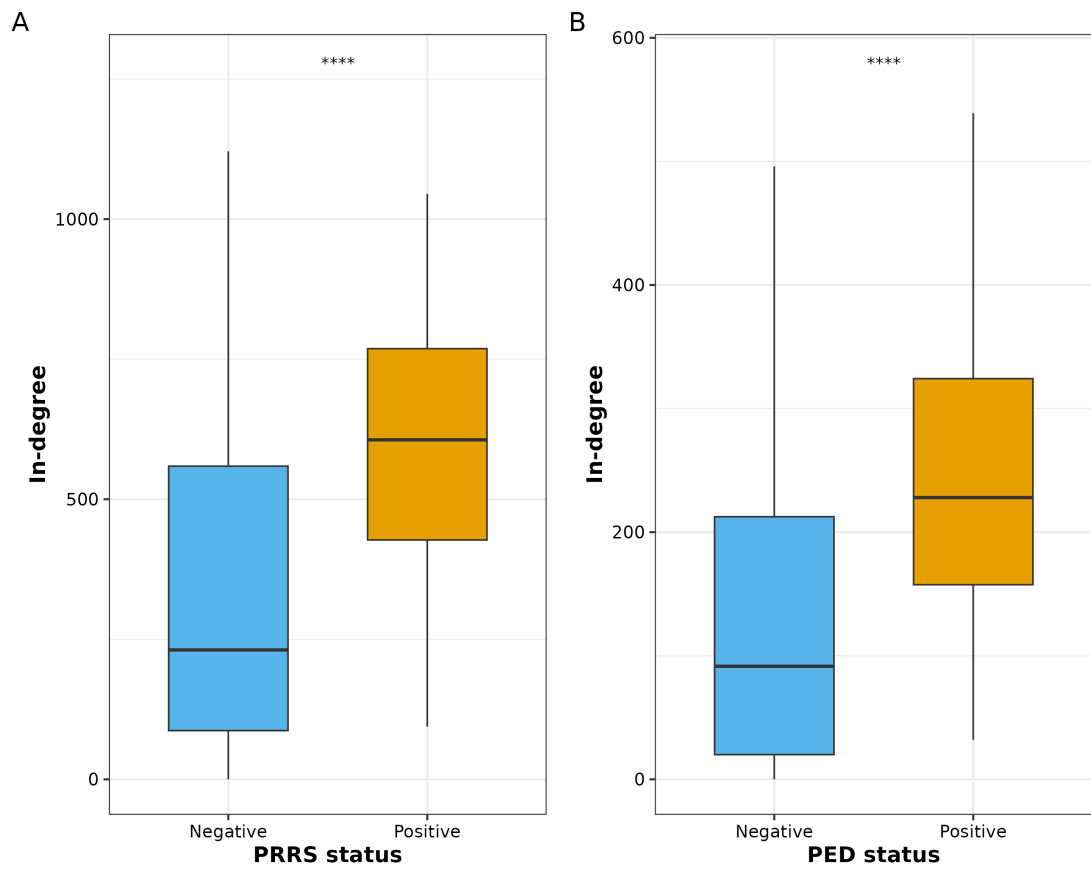 A
****
1000
500
0
In-degree
Negative
Positive
PRRS status
B
****
600
400
200
0
In-degree
Negative
Positive
PED status